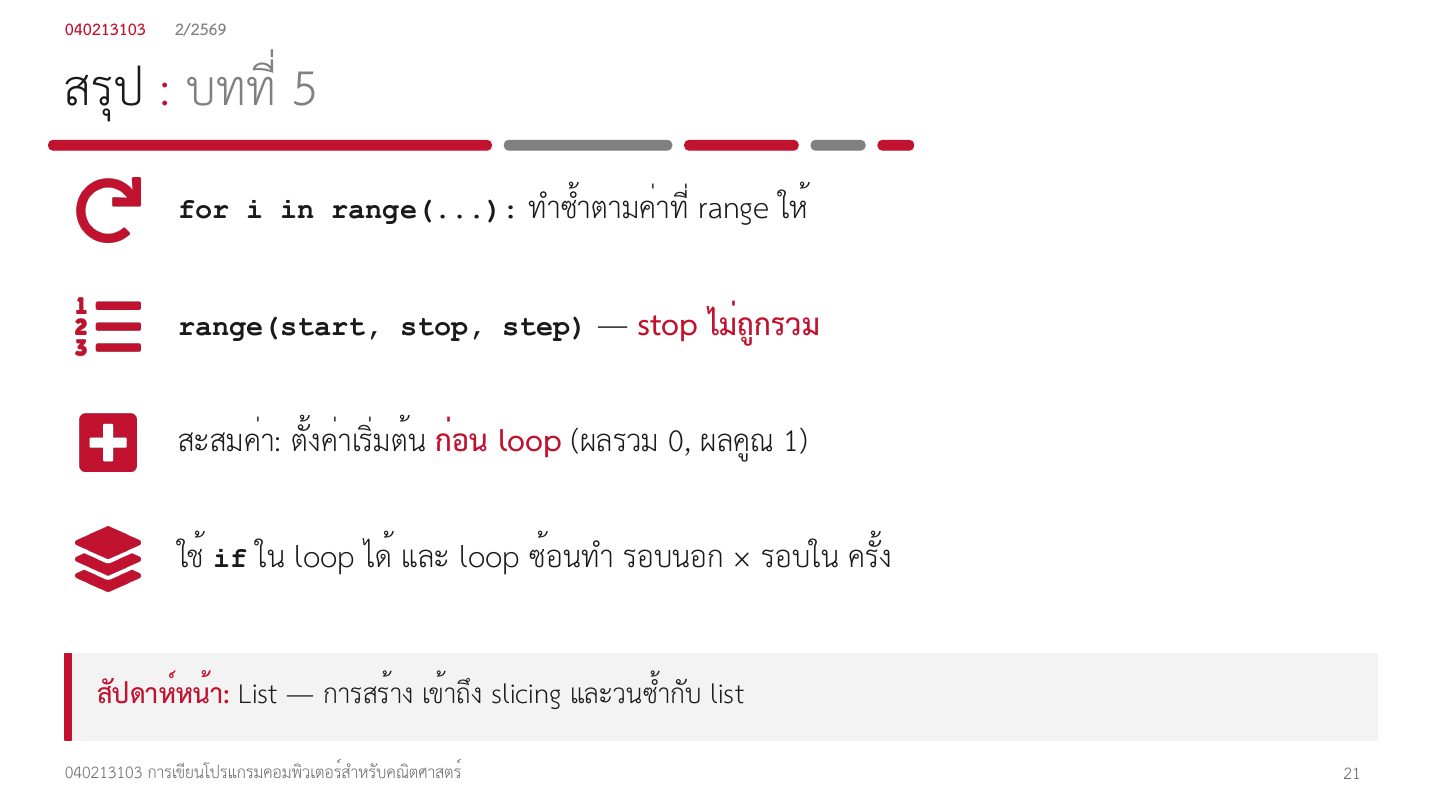 040213103 2/2569
สรุป : บทที่ 5
for i in range(...): ทำซ้ำตามค่าที่ range ให้
1
2
3
range(start, stop, step) — stop ไม่ถูกรวม
สะสมค่า: ตั้งค่าเริ่มต้น ก่อน loop (ผลรวม 0, ผลคูณ 1)
ใช้ if ใน loop ได้ และ loop ซ้อนทำ รอบนอก × รอบใน ครั้ง
สัปดาห์หน้า: List — การสร้าง เข้าถึง slicing และวนซ้ำกับ list
040213103 การเขียนโปรแกรมคอมพิวเตอร์สำหรับคณิตศาสตร์ 21